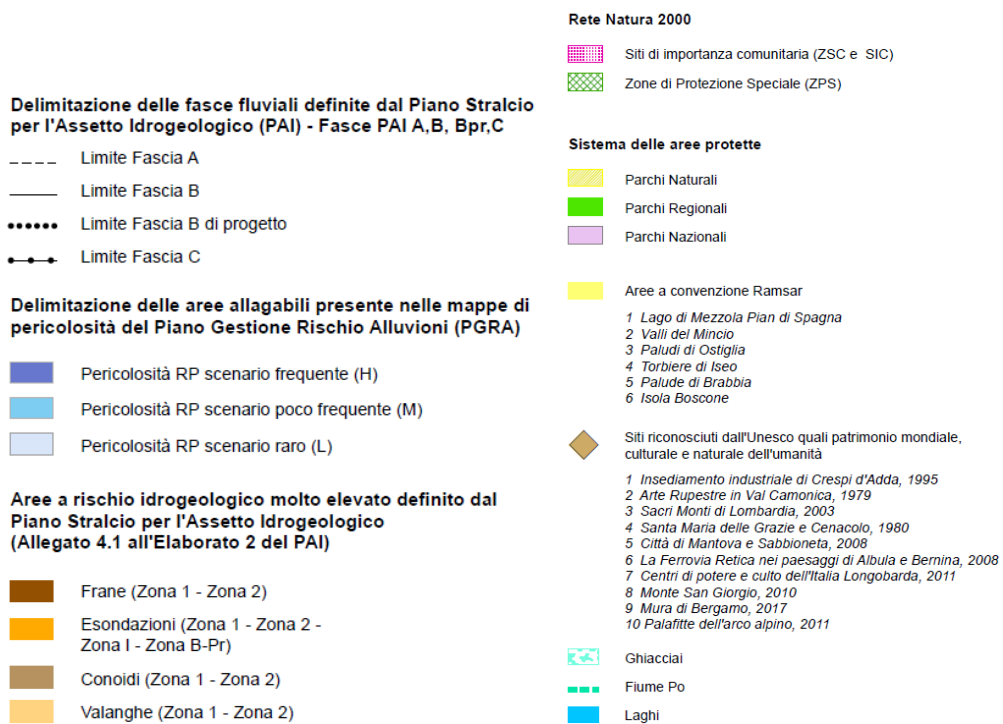 Delimitazione delle fasce fluviali definite dal Piano Stralcio
per l'Assetto Idrogeologico (PAI) - Fasce PAI A,B, Bpr,C
Limite Fascia A
Limite Fascia B
Limite Fascia B di progetto
Limite Fascia C
Delimitazione delle aree allagabili presente nelle mappe di
pericolosità del Piano Gestione Rischio Alluvioni (PGRA)
Pericolosità RP scenario frequente (H)
Pericolosità RP scenario poco frequente (M)
Pericolosità RP scenario raro (L)
Aree a rischio idrogeologico molto elevato definito dal
Piano Stralcio per l'Assetto Idrogeologico
(Allegato 4.1 all'Elaborato 2 del PAI)
Frane (Zona 1 - Zona 2)
Esondazioni (Zona 1 - Zona 2 -
Zona I - Zona B-Pr)
Conoidi (Zona 1 - Zona 2)
Valanghe (Zona 1 - Zona 2)
Rete Natura 2000
Siti di importanza comunitaria (ZSC e SIC)
Zone di Protezione Speciale (ZPS)
Sistema delle aree protette
Parchi Naturali
Parchi Regionali
Parchi Nazionali
Aree a convenzione Ramsar
1 Lago di Mezzola Pian di Spagna
2 Valli del Mincio
3 Paludi di Ostiglia
4 Torbiere di Iseo
5 Palude di Brabbia
6 Isola Boscone
Siti riconosciuti dall'Unesco quali patrimonio mondiale,
culturale e naturale dell'umanità
1 Insediamento industriale di Crespi d'Adda, 1995
2 Arte Rupestre in Val Camonica, 1979
3 Sacri Monti di Lombardia, 2003
4 Santa Maria delle Grazie e Cenacolo, 1980
5 Città di Mantova e Sabbioneta, 2008
6 La Ferrovia Retica nei paesaggi di Albula e Bernina, 2008
7 Centri di potere e culto dell'Italia Longobarda, 2011
8 Monte San Giorgio, 2010
9 Mura di Bergamo, 2017
10 Palafitte dell'arco alpino, 2011
Ghiacciai
Fiume Po
Laghi